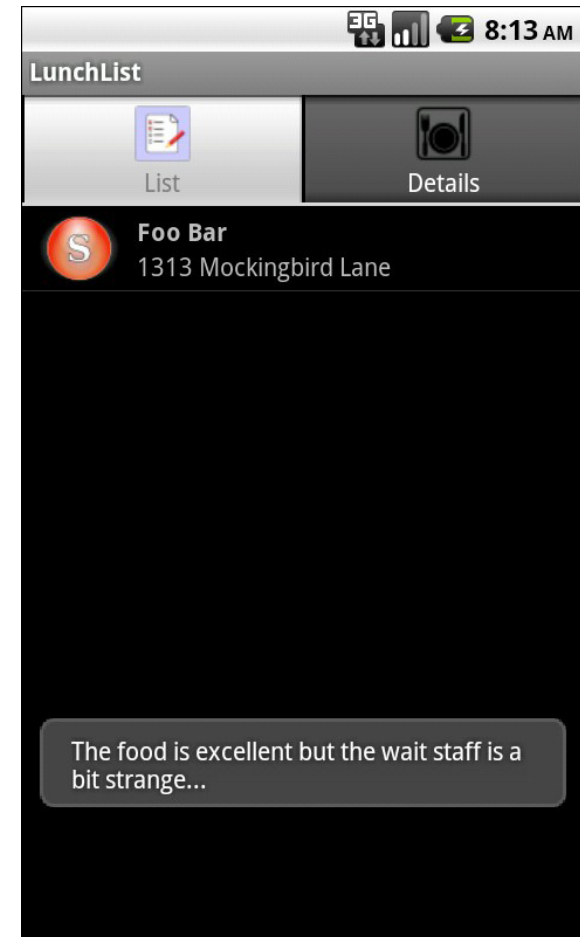 3G 8:13 AM
LunchList
List Details
S Foo Bar
1313 Mockingbird Lane
The food is excellent but the wait staff is a
bit strange...